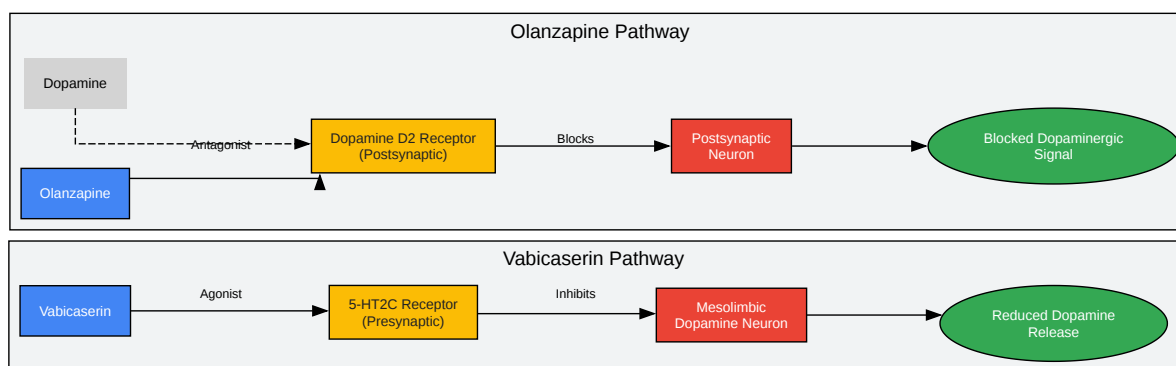 Olanzapine Pathway
Dopamine
Antagonist
Dopamine D2 Receptor
(Postsynaptic)
Blocks
Postsynaptic
Neuron
Blocked Dopaminergic
Signal
Olanzapine
Vabicaserin Pathway
Vabicaserin
Agonist
5-HT2C Receptor
(Presynaptic)
Inhibits
Mesolimbic
Dopamine Neuron
Reduced Dopamine
Release